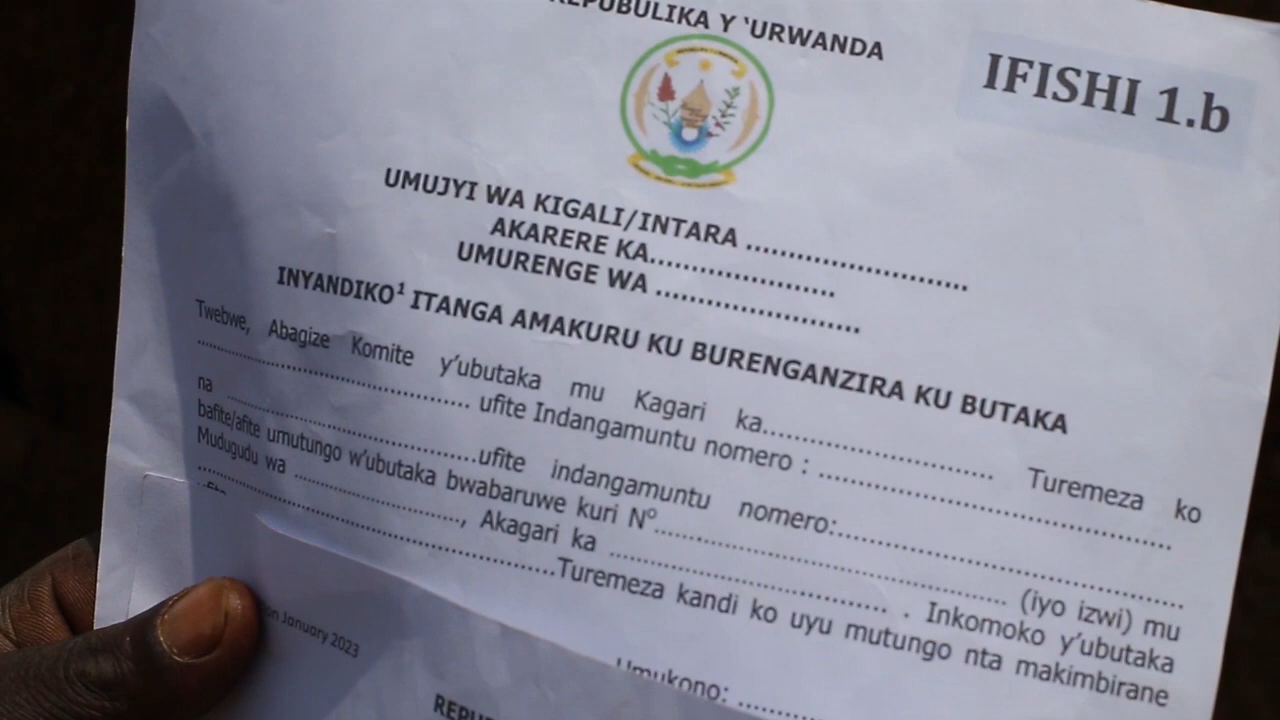 REPUBULIKA Y 'URWANDA
IFISHI 1.b
UMUJYI WA KIGALI/INTARA ..............................
AKARERE KA.........................
UMURENGE WA ............................
INYANDIKO¹ ITANGA AMAKURU KU BURENGANZIRA KU BUTAKA
Twebwe, Abagize Komite y'ubutaka mu Kagari ka............................... Turemeza ko
..................................... ufite Indangamuntu nomero : ................................................
na ..................................ufite indangamuntu nomero:................................................
bafite/afite umutungo w'ubutaka bwabaruwe kuri N°............................................... (iyo izwi) mu
Mudugudu wa ......................, Akagari ka ..................................... . Inkomoko y'ubutaka
................................................Turemeza kandi ko uyu mutungo nta makimbirane
on January 2023
Umukono: ..........
REPU